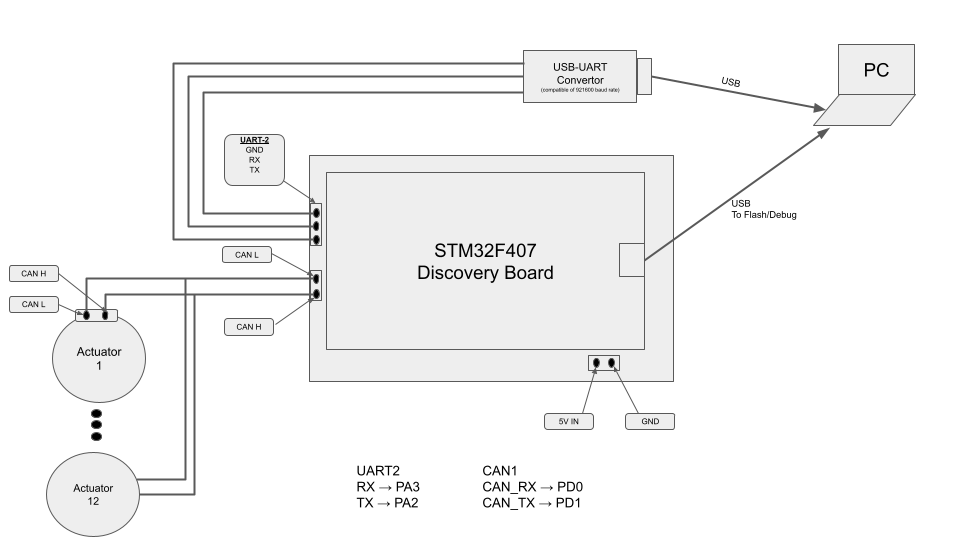 USB-UART
Convertor
(compatible of 921600 baud rate)
PC
USB
UART-2
GND
RX
TX
USB
To Flash/Debug
CAN L
STM32F407
Discovery Board
CAN H
CAN L
CAN H
Actuator
1
5V IN
GND
Actuator
12
UART2
RX → PA3
TX → PA2
CAN1
CAN_RX → PD0
CAN_TX → PD1